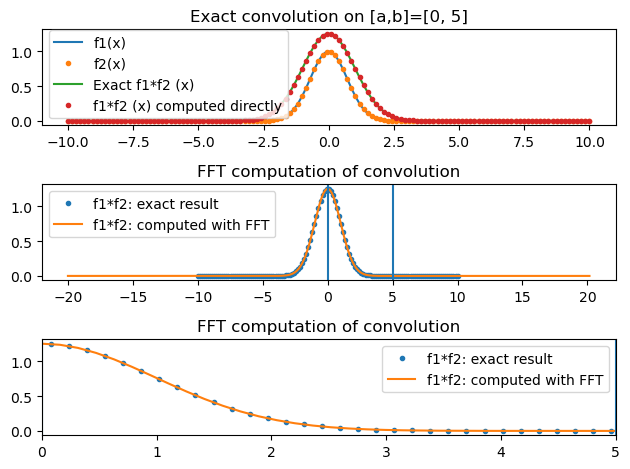 Exact convolution on [a,b]=[0, 5]
f1(x)
f2(x)
Exact f1*f2 (x)
f1*f2 (x) computed directly
1.0
0.5
0.0
−10.0 −7.5 −5.0 −2.5 0.0 2.5 5.0 7.5 10.0
FFT computation of convolution
f1*f2: exact result
f1*f2: computed with FFT
1.0
0.5
0.0
−20 −15 −10 −5 0 5 10 15 20
FFT computation of convolution
f1*f2: exact result
f1*f2: computed with FFT
1.0
0.5
0.0
0 1 2 3 4 5